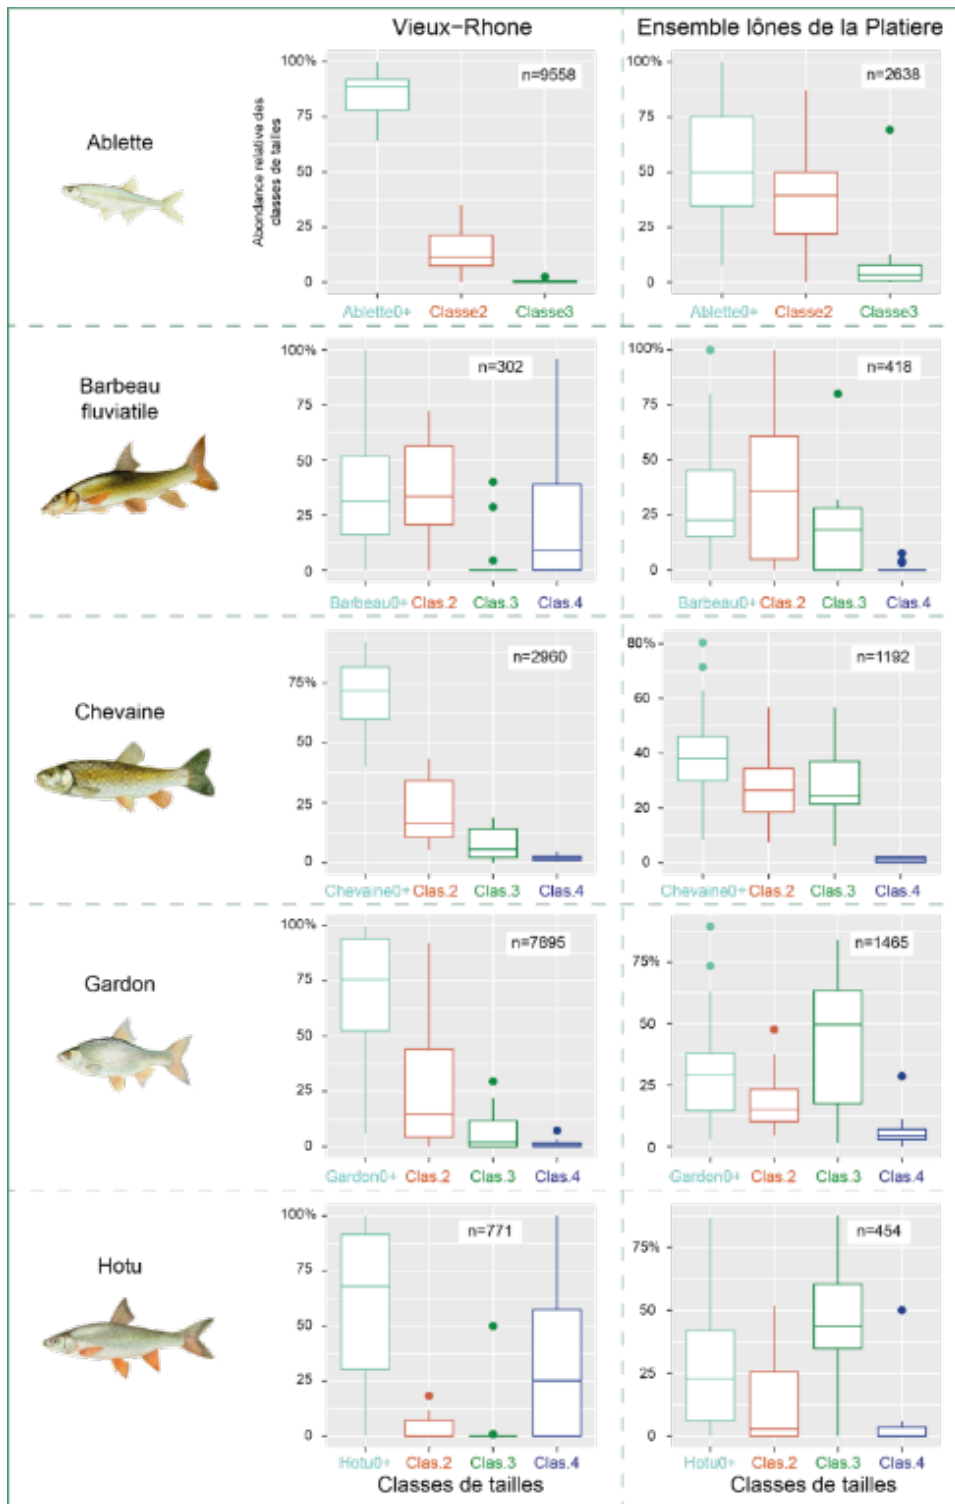 Vieux-Rhone
Ensemble lônes de la Platiere
Ablette
Abondance relative des
classes de tailles
100%
75
50
25
0
n=9558
Ablette0+ Classe2 Classe3
100%
75
50
25
0
n=2638
Ablette0+ Classe2 Classe3
Barbeau
fluviatile
100%
75
50
25
0
n=302
Barbeau0+ Clas.2 Clas.3 Clas.4
100%
75
50
25
0
n=418
Barbeau0+ Clas.2 Clas.3 Clas.4
Chevaine
75%
50
25
0
n=2960
Chevaine0+ Clas.2 Clas.3 Clas.4
80%
60
40
20
0
n=1192
Chevaine0+ Clas.2 Clas.3 Clas.4
Gardon
100%
75
50
25
0
n=7895
Gardon0+ Clas.2 Clas.3 Clas.4
75%
50
25
0
n=1465
Gardon0+ Clas.2 Clas.3 Clas.4
Hotu
100%
75
50
25
0
n=771
Hotu0+ Clas.2 Clas.3 Clas.4
Classes de tailles
75%
50
25
0
n=454
Hotu0+ Clas.2 Clas.3 Clas.4
Classes de tailles